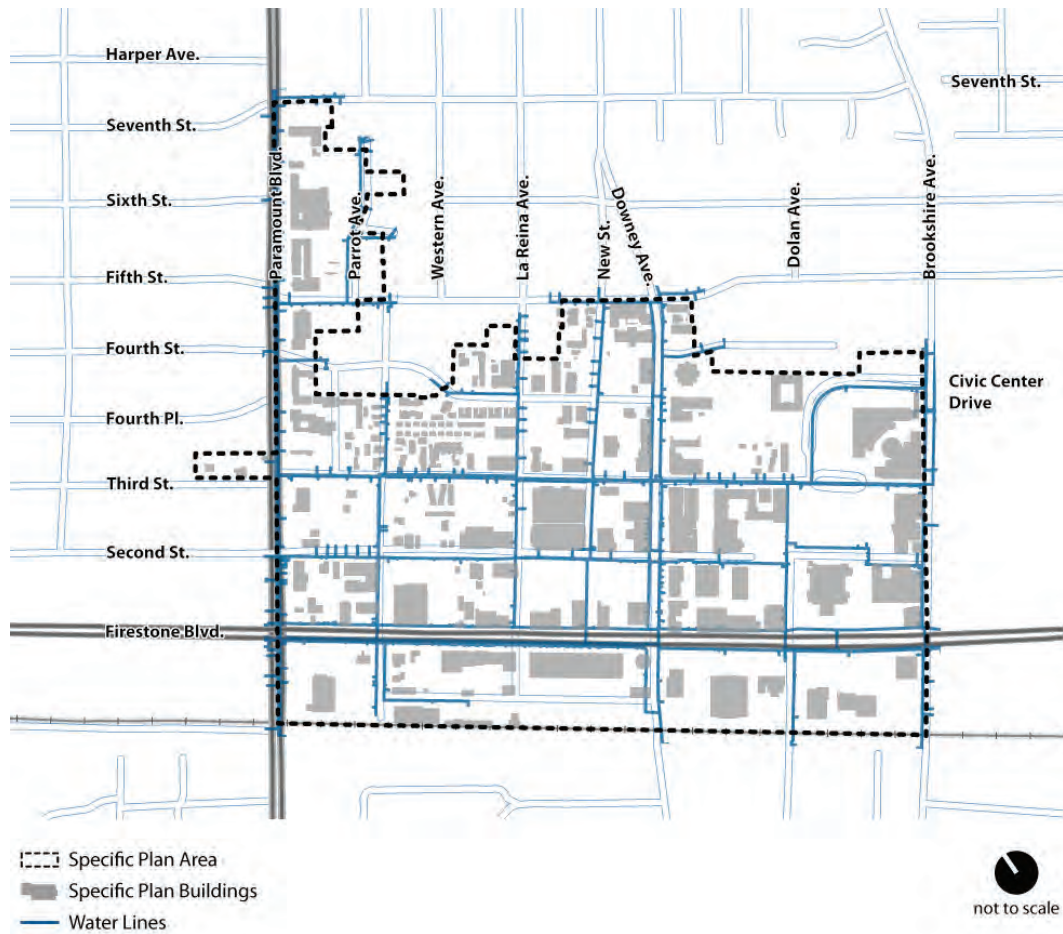 Harper Ave.
Seventh St.
Seventh St.
Sixth St.
Fifth St.
Fourth St.
Fourth Pl.
Third St.
Second St.
Firestone Blvd.
Paramount Blvd.
Parrot Ave.
Western Ave.
La Reina Ave.
New St.
Downey Ave.
Dolan Ave.
Brookshire Ave.
Civic Center
Drive
Specific Plan Area
Specific Plan Buildings
Water Lines
not to scale